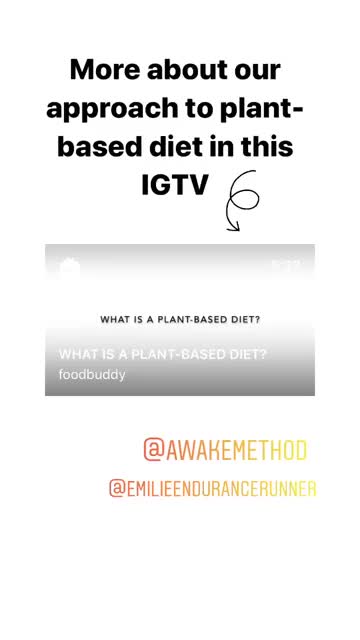 More about our
approach to plant-
based diet in this
IGTV
WHAT IS A PLANT-BASED DIET?
WHAT IS A PLANT-BASED DIET?
foodbuddy
@AWAKEMETHOD
@EMILIEENDURANCERUNNER